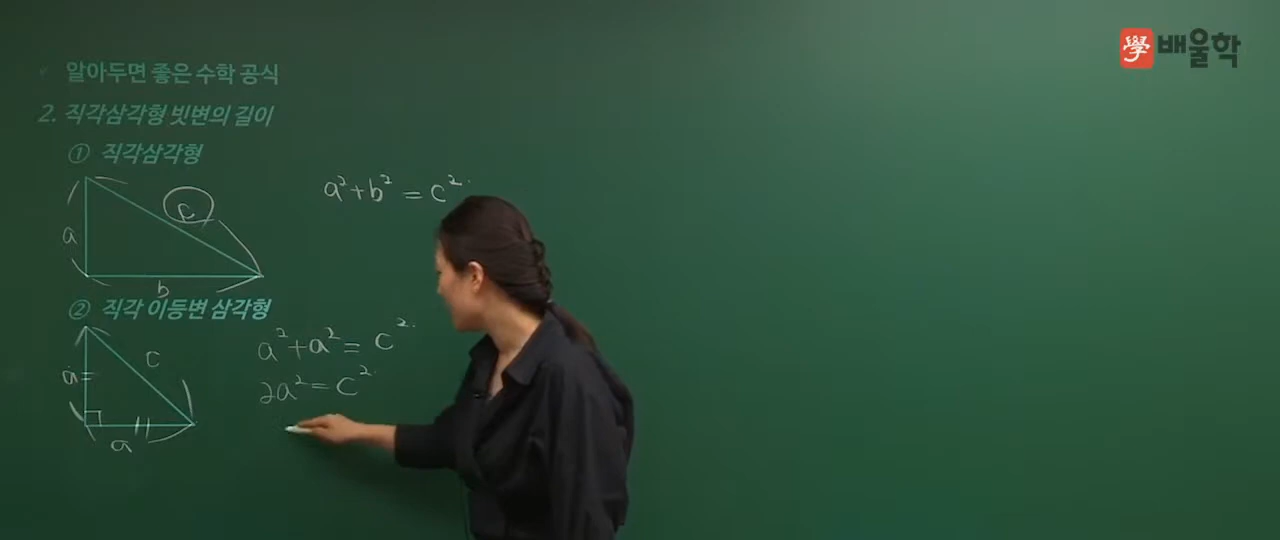 學 배울학
알아두면 좋은 수학 공식
2. 직각삼각형 빗변의 길이
① 직각삼각형
a
c
b
a² + b² = c²
② 직각 이등변 삼각형
a
c
a
a² + a² = c²
2a² = c²